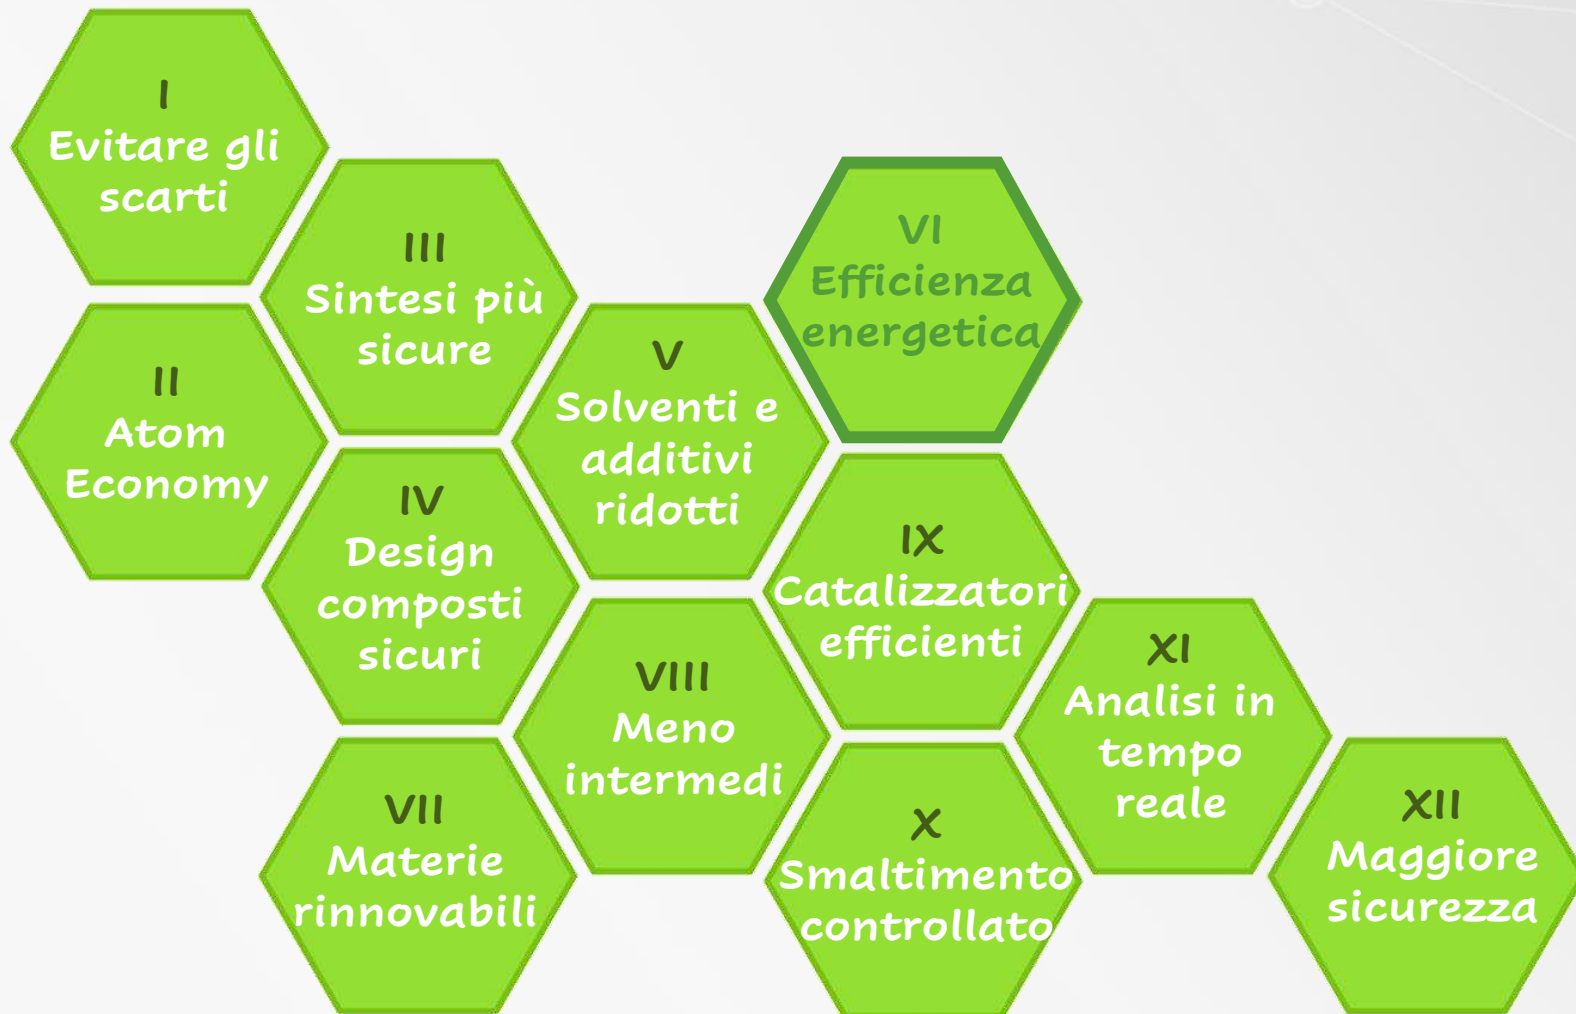 I
Evitare gli
scarti
II
Atom
Economy
III
Sintesi più
sicure
IV
Design
composti
sicuri
V
Solventi e
additivi
ridotti
VI
Efficienza
energetica
VII
Materie
rinnovabili
VIII
Meno
intermedi
IX
Catalizzatori
efficienti
X
Smaltimento
controllato
XI
Analisi in
tempo
reale
XII
Maggiore
sicurezza